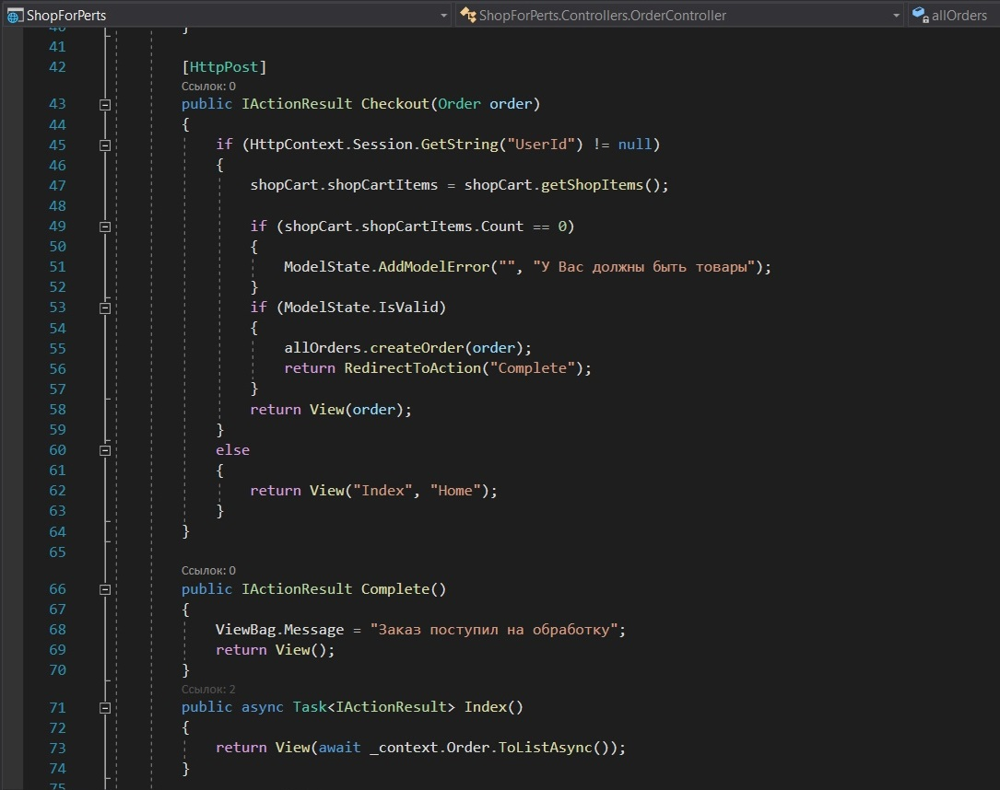 ShopForPerts ShopForPerts.Controllers.OrderController allOrders
40 }
41
42 [HttpPost]
Ссылок: 0
43 public IActionResult Checkout(Order order)
44 {
45 if (HttpContext.Session.GetString("UserId") != null)
46 {
47 shopCart.shopCartItems = shopCart.getShopItems();
48
49 if (shopCart.shopCartItems.Count == 0)
50 {
51 ModelState.AddModelError("", "У Вас должны быть товары");
52 }
53 if (ModelState.IsValid)
54 {
55 allOrders.createOrder(order);
56 return RedirectToAction("Complete");
57 }
58 return View(order);
59 }
60 else
61 {
62 return View("Index", "Home");
63 }
64 }
65
Ссылок: 0
66 public IActionResult Complete()
67 {
68 ViewBag.Message = "Заказ поступил на обработку";
69 return View();
70 }
Ссылок: 2
71 public async Task<IActionResult> Index()
72 {
73 return View(await _context.Order.ToListAsync());
74 }
75